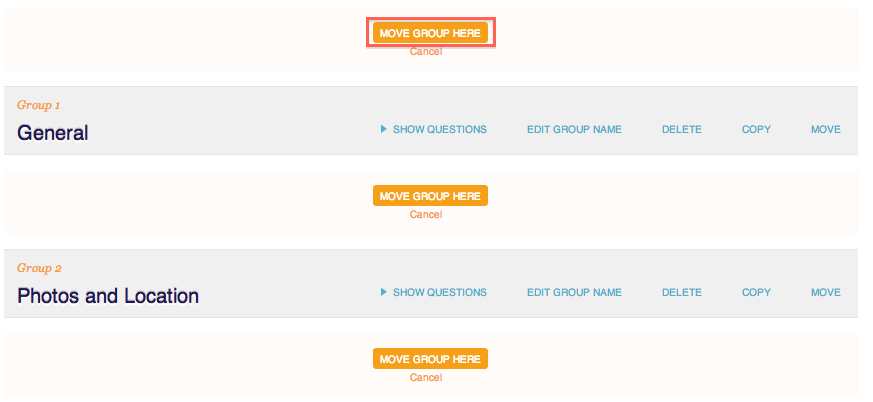 MOVE GROUP HERE
Cancel
Group 1
General
SHOW QUESTIONS EDIT GROUP NAME DELETE COPY MOVE
MOVE GROUP HERE
Cancel
Group 2
Photos and Location
SHOW QUESTIONS EDIT GROUP NAME DELETE COPY MOVE
MOVE GROUP HERE
Cancel